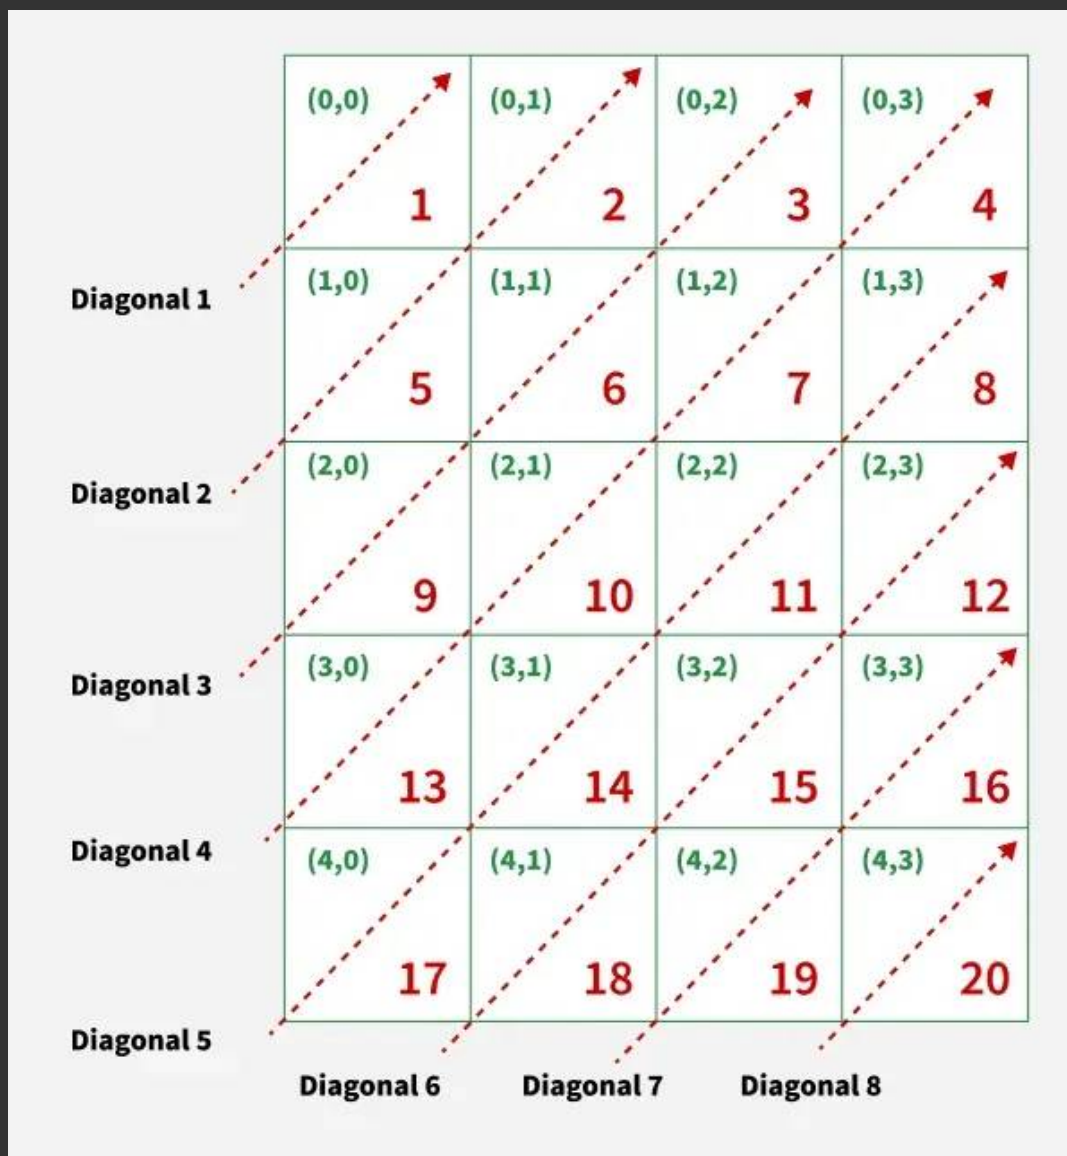 (0,0) (0,1) (0,2) (0,3)
1 2 3 4
(1,0) (1,1) (1,2) (1,3)
Diagonal 1
5 6 7 8
(2,0) (2,1) (2,2) (2,3)
Diagonal 2
9 10 11 12
(3,0) (3,1) (3,2) (3,3)
Diagonal 3
13 14 15 16
Diagonal 4
(4,0) (4,1) (4,2) (4,3)
17 18 19 20
Diagonal 5
Diagonal 6 Diagonal 7 Diagonal 8